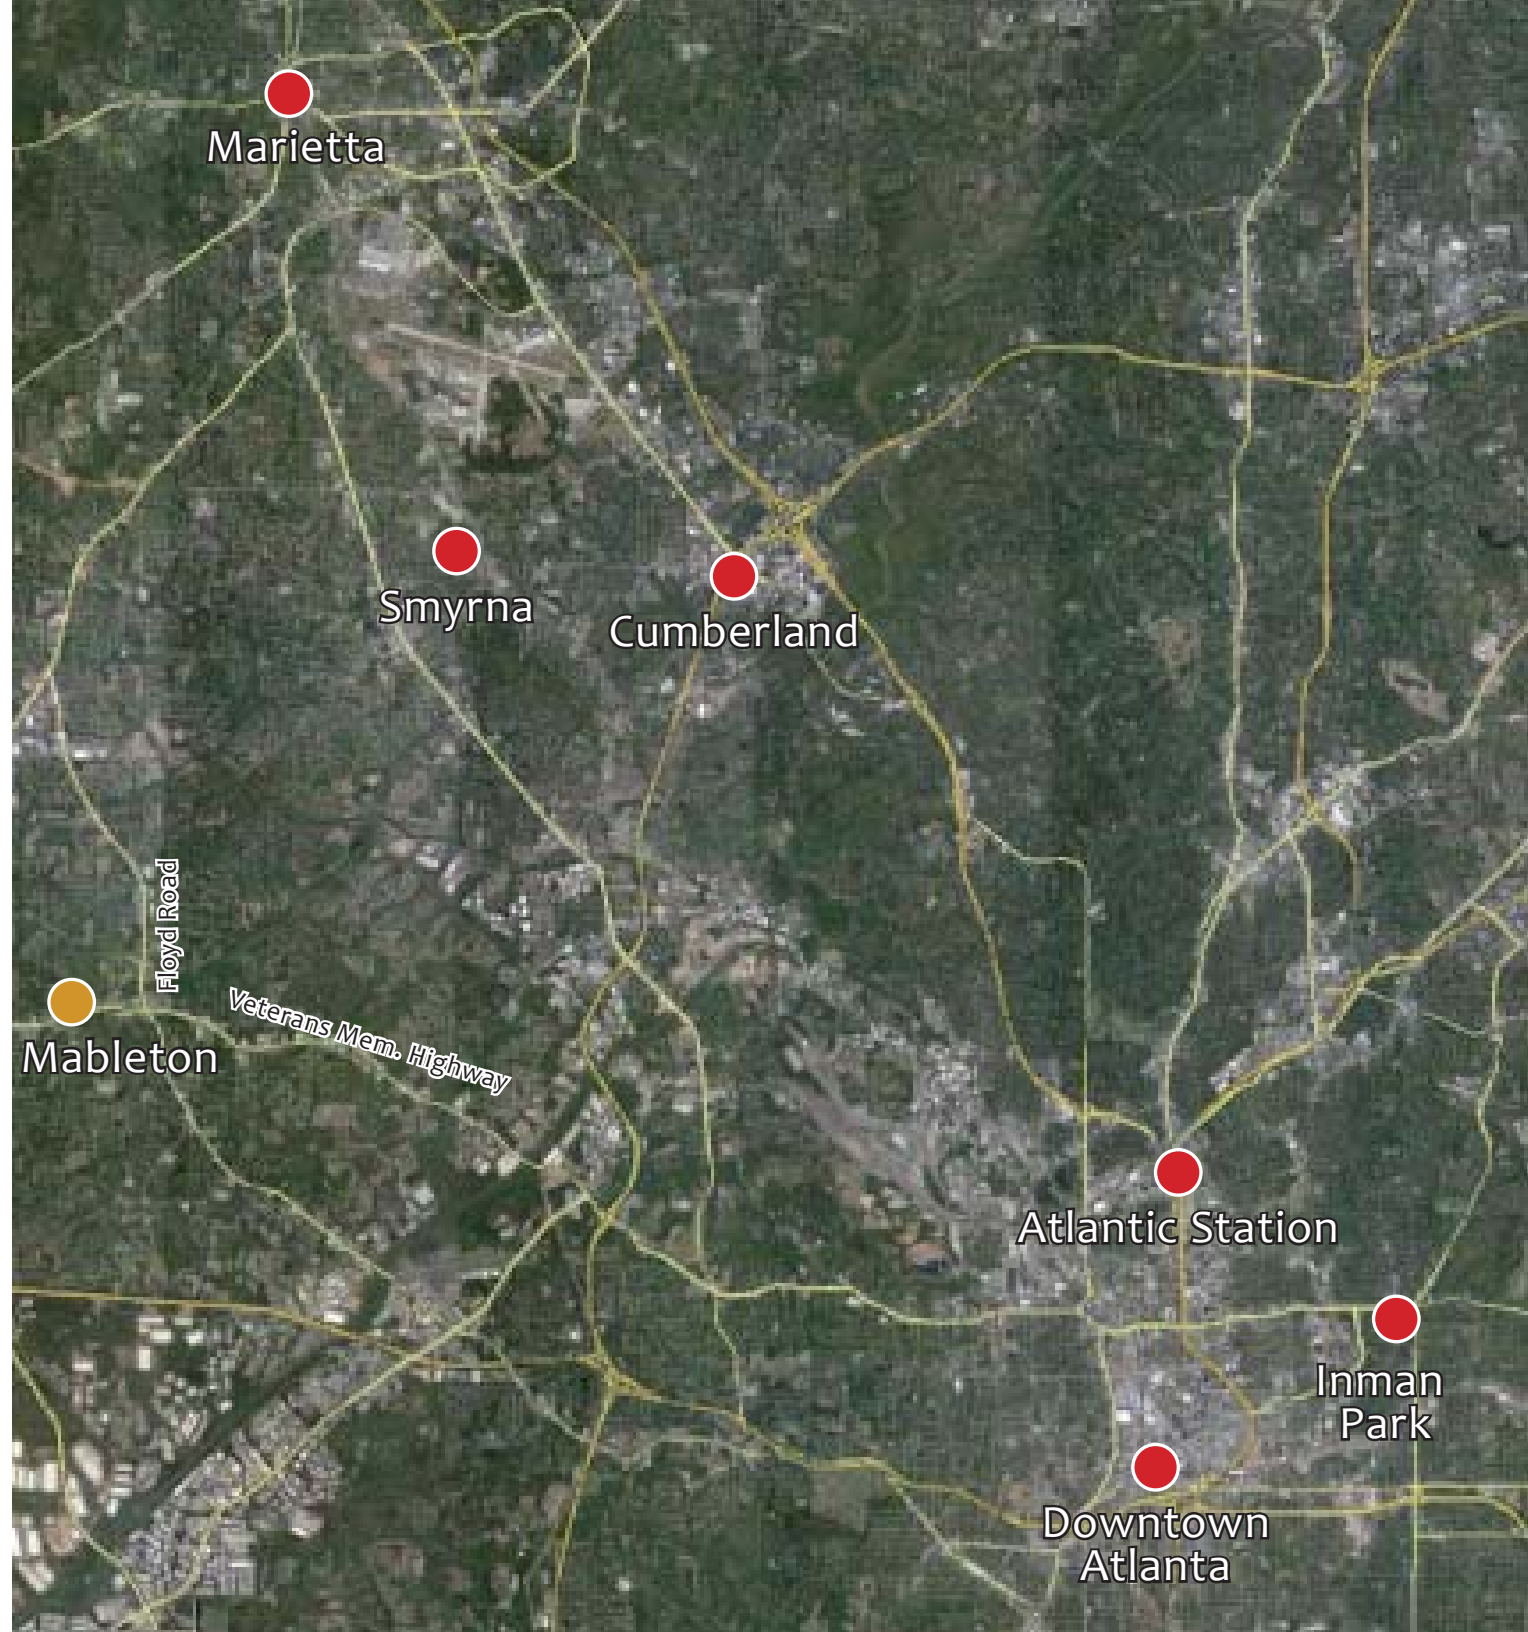 Marietta
Smyrna
Cumberland
Floyd Road
Mableton
Veterans Mem. Highway
Atlantic Station
Inman
Park
Downtown
Atlanta